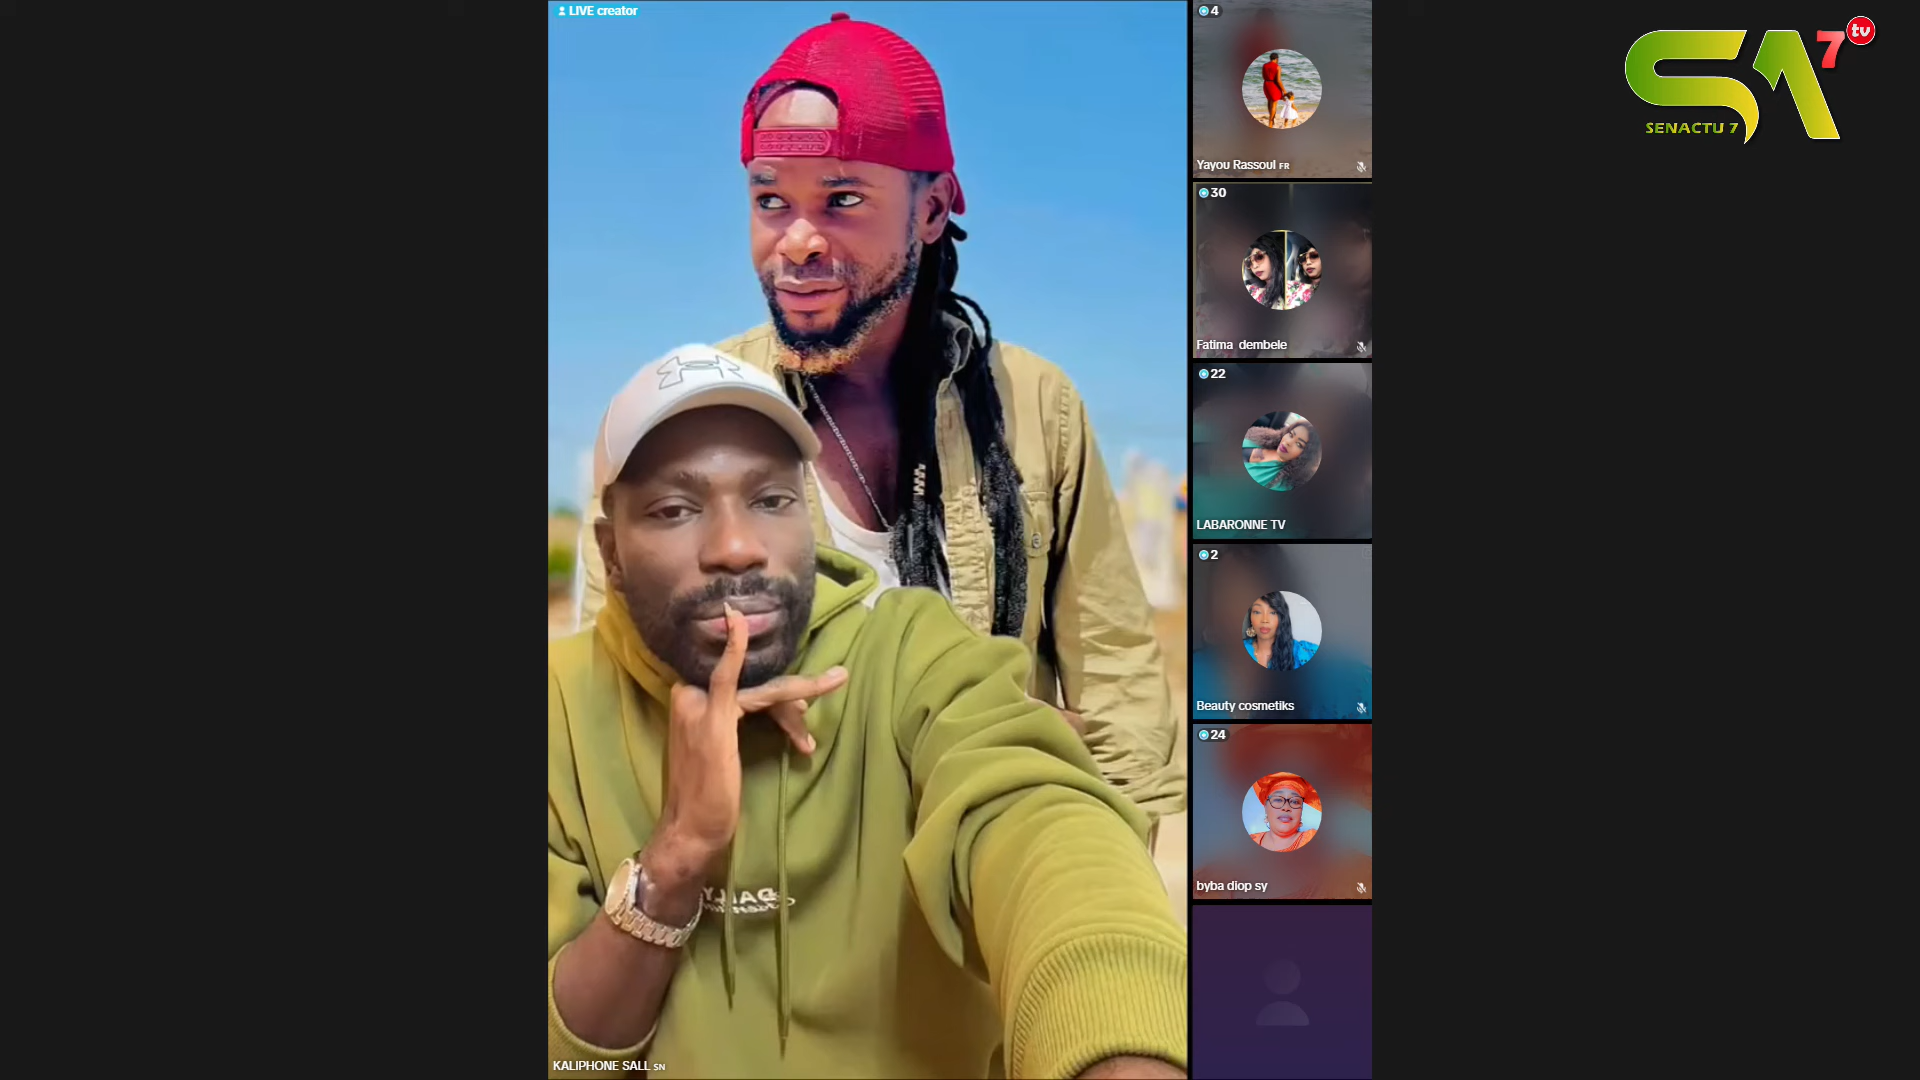 LIVE creator
KALIPHONE SALL SN
4
Yayou Rassoul FR
30
Fatima dembele
22
LABARONNE TV
2
Beauty cosmetiks
24
byba diop sy
SA 7 tv
SENACTU 7